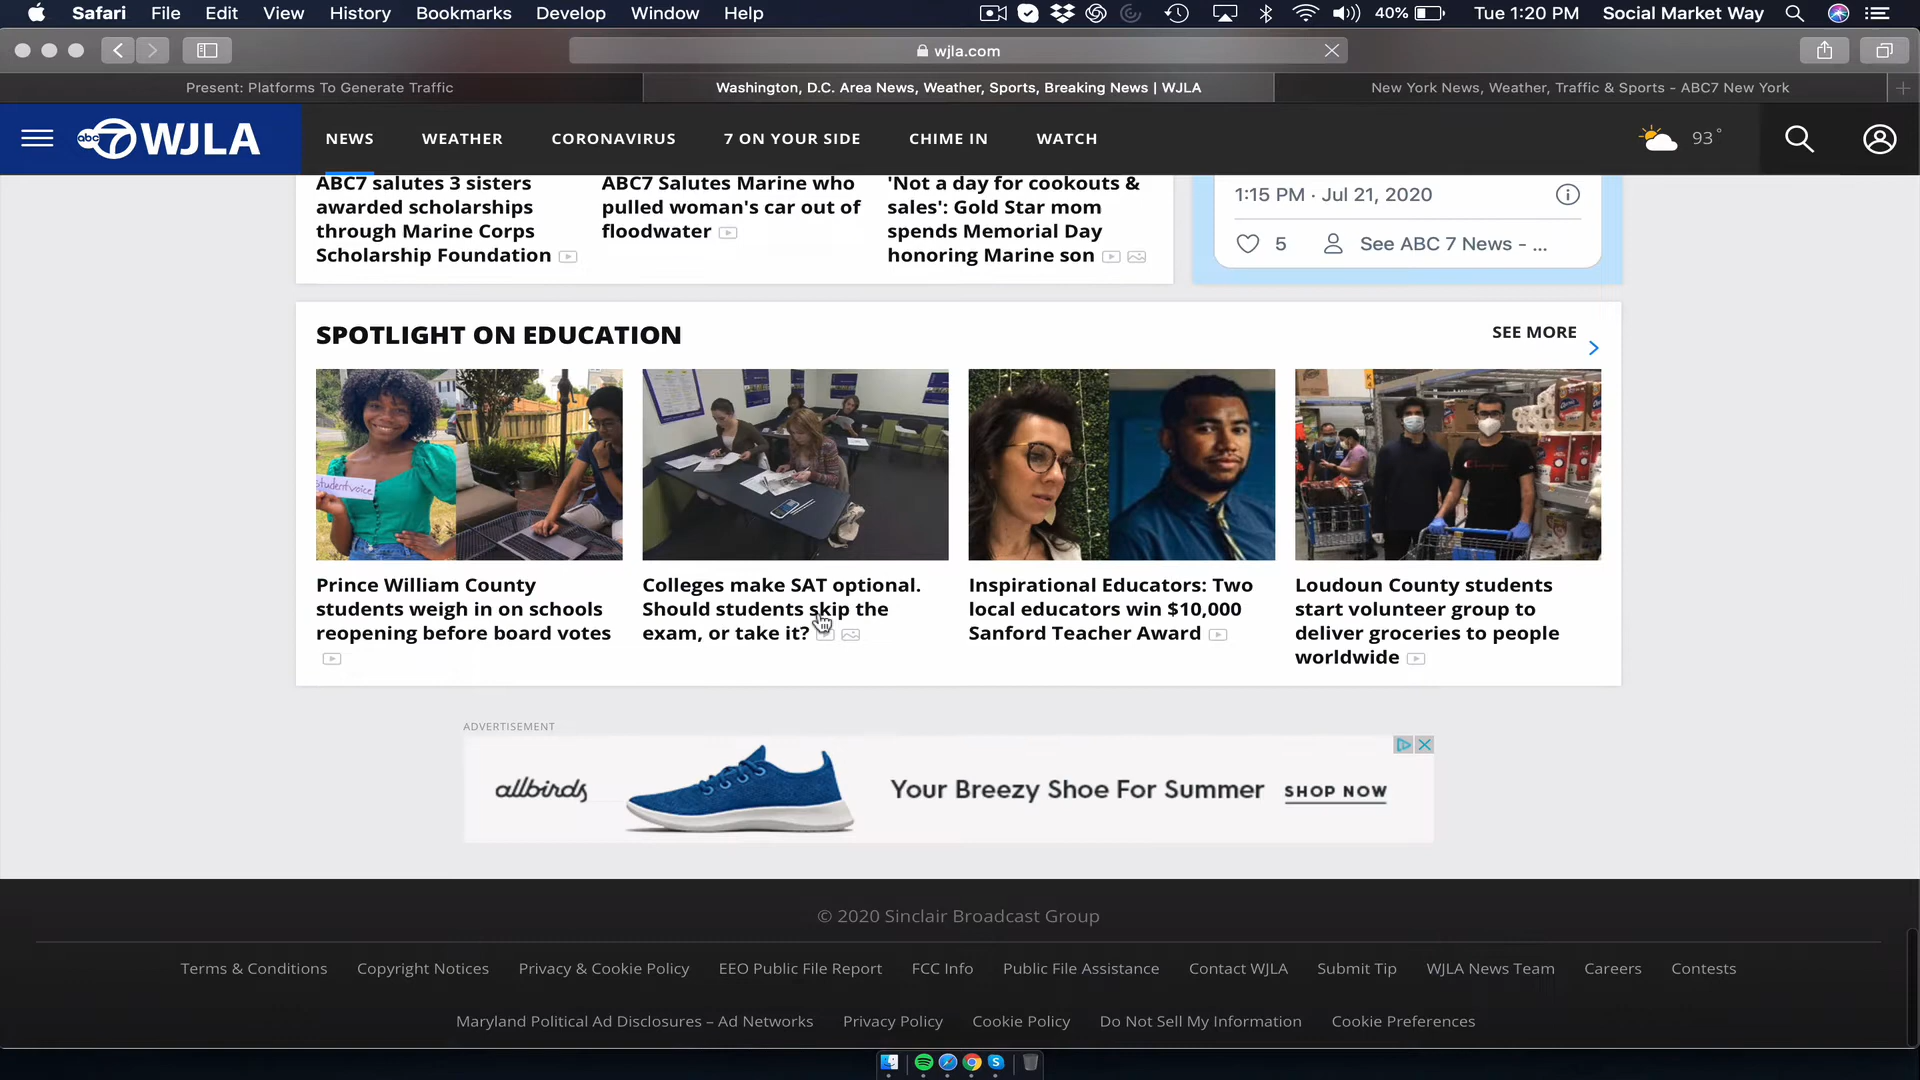 Safari File Edit View History Bookmarks Develop Window Help 40% Tue 1:20 PM Social Market Way
wjla.com
Present: Platforms To Generate Traffic
Washington, D.C. Area News, Weather, Sports, Breaking News | WJLA
New York News, Weather, Traffic & Sports - ABC7 New York
abc 7 WJLA NEWS WEATHER CORONAVIRUS 7 ON YOUR SIDE CHIME IN WATCH 93°
ABC7 salutes 3 sisters
awarded scholarships
through Marine Corps
Scholarship Foundation
ABC7 Salutes Marine who
pulled woman's car out of
floodwater
'Not a day for cookouts &
sales': Gold Star mom
spends Memorial Day
honoring Marine son
1:15 PM · Jul 21, 2020
5 See ABC 7 News - ...
SPOTLIGHT ON EDUCATION
SEE MORE
studentvoice
Prince William County
students weigh in on schools
reopening before board votes
Colleges make SAT optional.
Should students skip the
exam, or take it?
Inspirational Educators: Two
local educators win $10,000
Sanford Teacher Award
Loudoun County students
start volunteer group to
deliver groceries to people
worldwide
ADVERTISEMENT
allbirds Your Breezy Shoe For Summer SHOP NOW
© 2020 Sinclair Broadcast Group
Terms & Conditions Copyright Notices Privacy & Cookie Policy EEO Public File Report FCC Info Public File Assistance Contact WJLA Submit Tip WJLA News Team Careers Contests
Maryland Political Ad Disclosures – Ad Networks Privacy Policy Cookie Policy Do Not Sell My Information Cookie Preferences